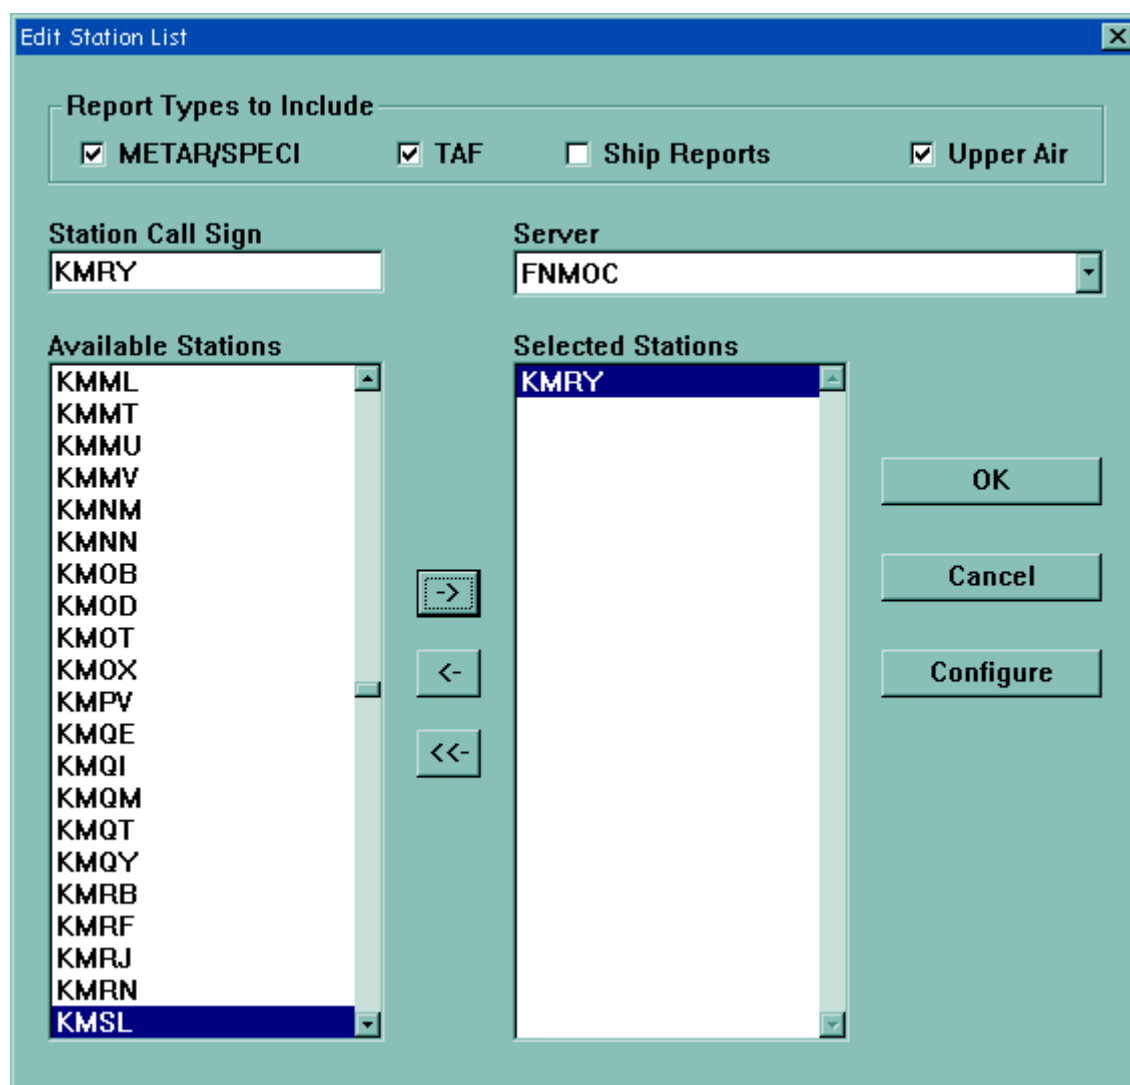 Edit Station List
Report Types to Include
METAR/SPECI TAF Ship Reports Upper Air
Station Call Sign
KMRY
Server
FNMOC
Available Stations
KMML
KMMT
KMMU
KMMV
KMNM
KMNN
KMOB
KMOD
KMOT
KMOX
KMPV
KMQE
KMQI
KMQM
KMQT
KMQY
KMRB
KMRF
KMRJ
KMRN
KMSL
->
<-
<<-
Selected Stations
KMRY
OK
Cancel
Configure